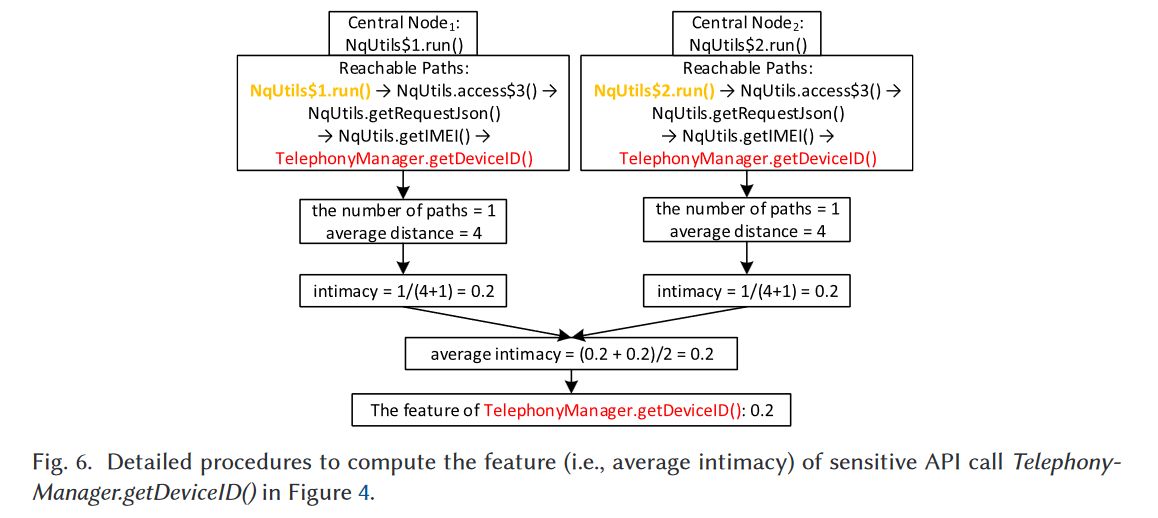 Central Node₁:
NqUtils$1.run()
Reachable Paths:
NqUtils$1.run() → NqUtils.access$3() →
NqUtils.getRequestJson()
→ NqUtils.getIMEI() →
TelephonyManager.getDeviceID()
the number of paths = 1
average distance = 4
intimacy = 1/(4+1) = 0.2
Central Node₂:
NqUtils$2.run()
Reachable Paths:
NqUtils$2.run() → NqUtils.access$3() →
NqUtils.getRequestJson()
→ NqUtils.getIMEI() →
TelephonyManager.getDeviceID()
the number of paths = 1
average distance = 4
intimacy = 1/(4+1) = 0.2
average intimacy = (0.2 + 0.2)/2 = 0.2
The feature of TelephonyManager.getDeviceID(): 0.2
Fig. 6. Detailed procedures to compute the feature (i.e., average intimacy) of sensitive API call Telephony-
Manager.getDeviceID() in Figure 4.